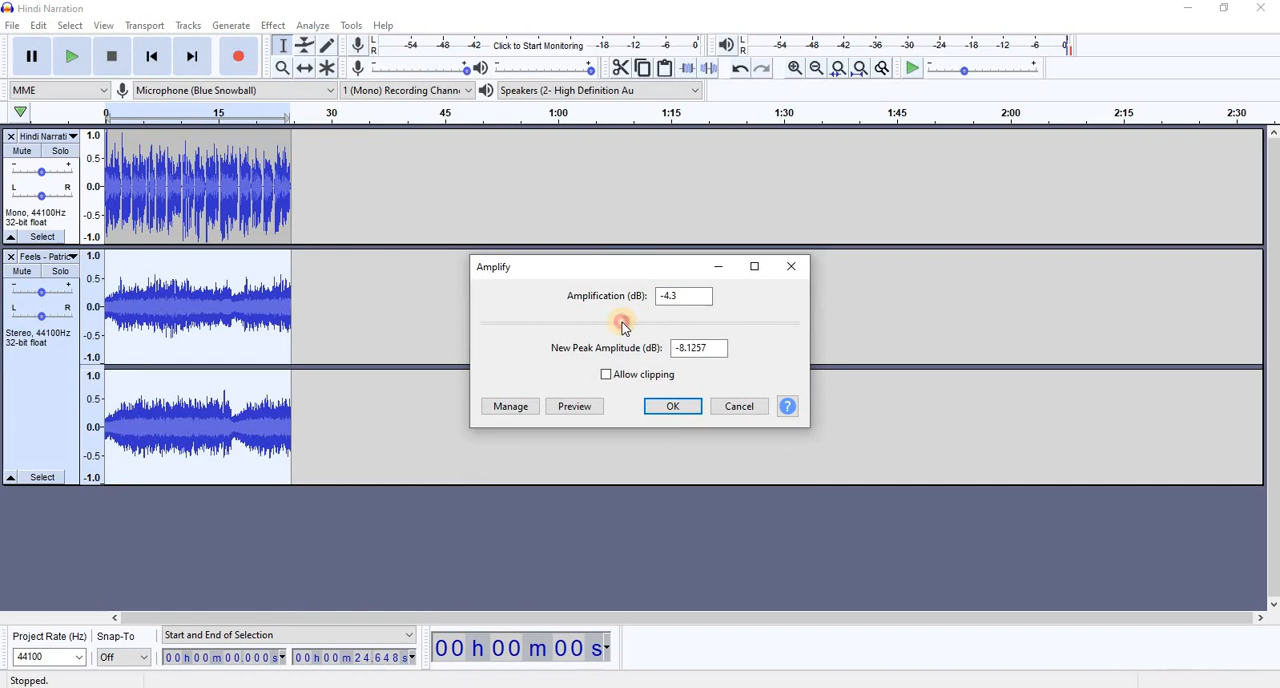 Hindi Narration
File Edit Select View Transport Tracks Generate Effect Analyze Tools Help
L R -54 -48 -42 Click to Start Monitoring -18 -12 -6 0 L R -54 -48 -42 -36 -30 -24 -18 -12 -6 0
- + - + - +
MME Microphone (Blue Snowball) 1 (Mono) Recording Chann Speakers (2- High Definition Au
0 15 30 45 1:00 1:15 1:30 1:45 2:00 2:15 2:30
Hindi Narrati 1.0
Mute Solo
0.5
- +
L R 0.0
Mono, 44100Hz -0.5
32-bit float
Select -1.0
Feels - Patric 1.0
Mute Solo
0.5
- +
L R 0.0
Stereo, 44100Hz -0.5
32-bit float
-1.0
1.0
0.5
0.0
-0.5
Select -1.0
Amplify
Amplification (dB): -4.3
New Peak Amplitude (dB): -8.1257
Allow clipping
Manage Preview OK Cancel ?
Project Rate (Hz) Snap-To Start and End of Selection
44100 Off 00 h 00 m 00.000 s 00 h 00 m 24.648 s 00 h 00 m 00 s
Stopped.